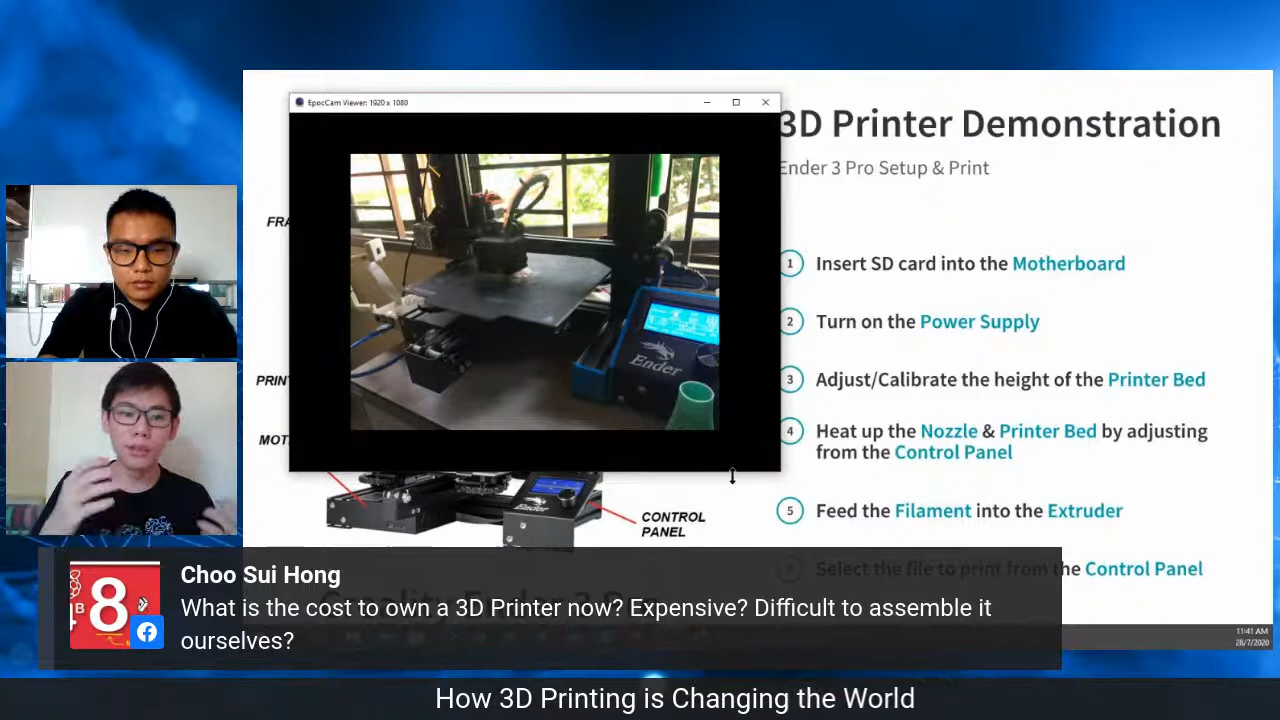 EpocCam Viewer: 1920 x 1080
3D Printer Demonstration
Ender 3 Pro Setup & Print
1 Insert SD card into the Motherboard
2 Turn on the Power Supply
3 Adjust/Calibrate the height of the Printer Bed
4 Heat up the Nozzle & Printer Bed by adjusting
from the Control Panel
5 Feed the Filament into the Extruder
Select the file to print from the Control Panel
FRA
PRINT
MOT
Ender
Ender
CONTROL
PANEL
8
Choo Sui Hong
What is the cost to own a 3D Printer now? Expensive? Difficult to assemble it
ourselves?
11:41 AM
28/7/2020
How 3D Printing is Changing the World